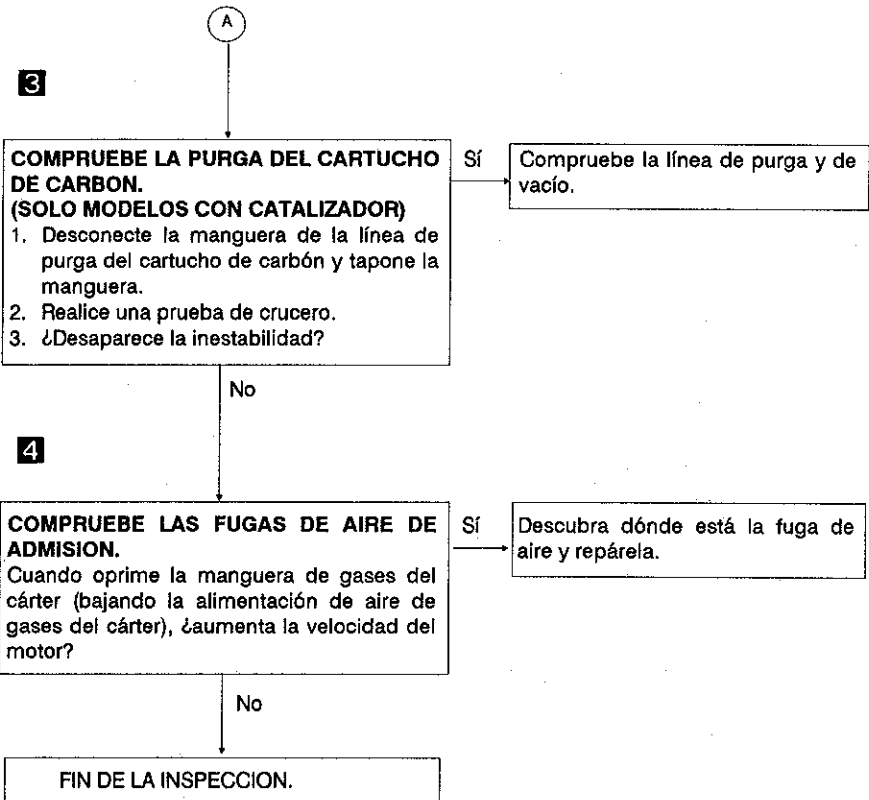 A
3
COMPRUEBE LA PURGA DEL CARTUCHO
DE CARBON.
(SOLO MODELOS CON CATALIZADOR)
1. Desconecte la manguera de la línea de
purga del cartucho de carbón y tapone la
manguera.
2. Realice una prueba de crucero.
3. ¿Desaparece la inestabilidad?
Sí
Compruebe la línea de purga y de
vacío.
No
4
COMPRUEBE LAS FUGAS DE AIRE DE
ADMISION.
Cuando oprime la manguera de gases del
cárter (bajando la alimentación de aire de
gases del cárter), ¿aumenta la velocidad del
motor?
Sí
Descubra dónde está la fuga de
aire y repárela.
No
FIN DE LA INSPECCION.